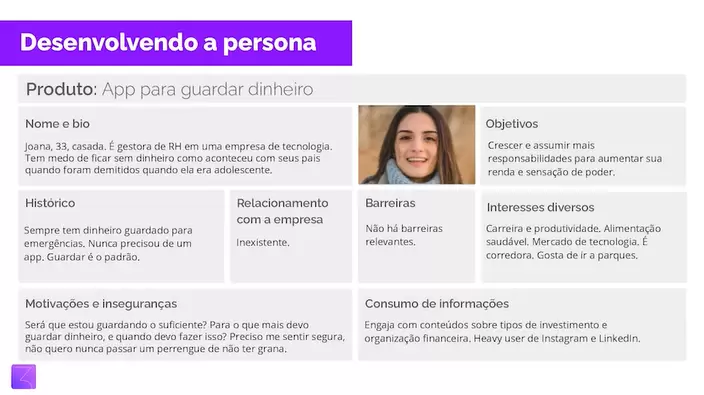 Desenvolvendo a persona
Produto: App para guardar dinheiro
Nome e bio
Joana, 33, casada. É gestora de RH em uma empresa de tecnologia.
Tem medo de ficar sem dinheiro como aconteceu com seus pais
quando foram demitidos quando ela era adolescente.
Objetivos
Crescer e assumir mais
responsabilidades para aumentar sua
renda e sensação de poder.
Histórico
Sempre tem dinheiro guardado para
emergências. Nunca precisou de um
app. Guardar é o padrão.
Relacionamento
com a empresa
Inexistente.
Barreiras
Não há barreiras
relevantes.
Interesses diversos
Carreira e produtividade. Alimentação
saudável. Mercado de tecnologia. É
corredora. Gosta de ir a parques.
Motivações e inseguranças
Será que estou guardando o suficiente? Para o que mais devo
guardar dinheiro, e quando devo fazer isso? Preciso me sentir segura,
não quero nunca passar um perrengue de não ter grana.
Consumo de informações
Engaja com conteúdos sobre tipos de investimento e
organização financeira. Heavy user de Instagram e LinkedIn.